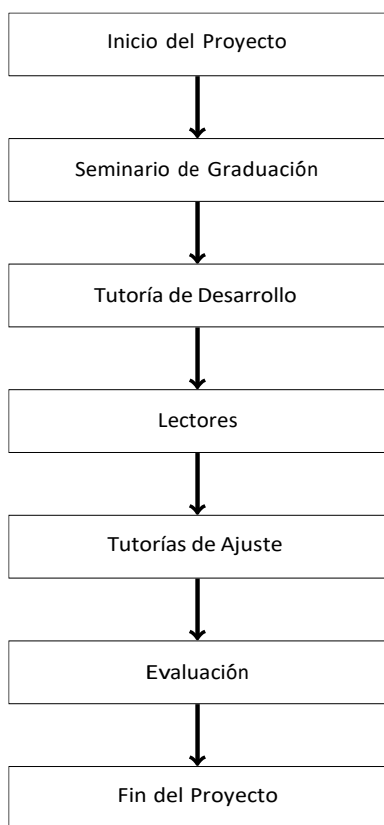 Inicio del Proyecto
Seminario de Graduación
Tutoría de Desarrollo
Lectores
Tutorías de Ajuste
Evaluación
Fin del Proyecto